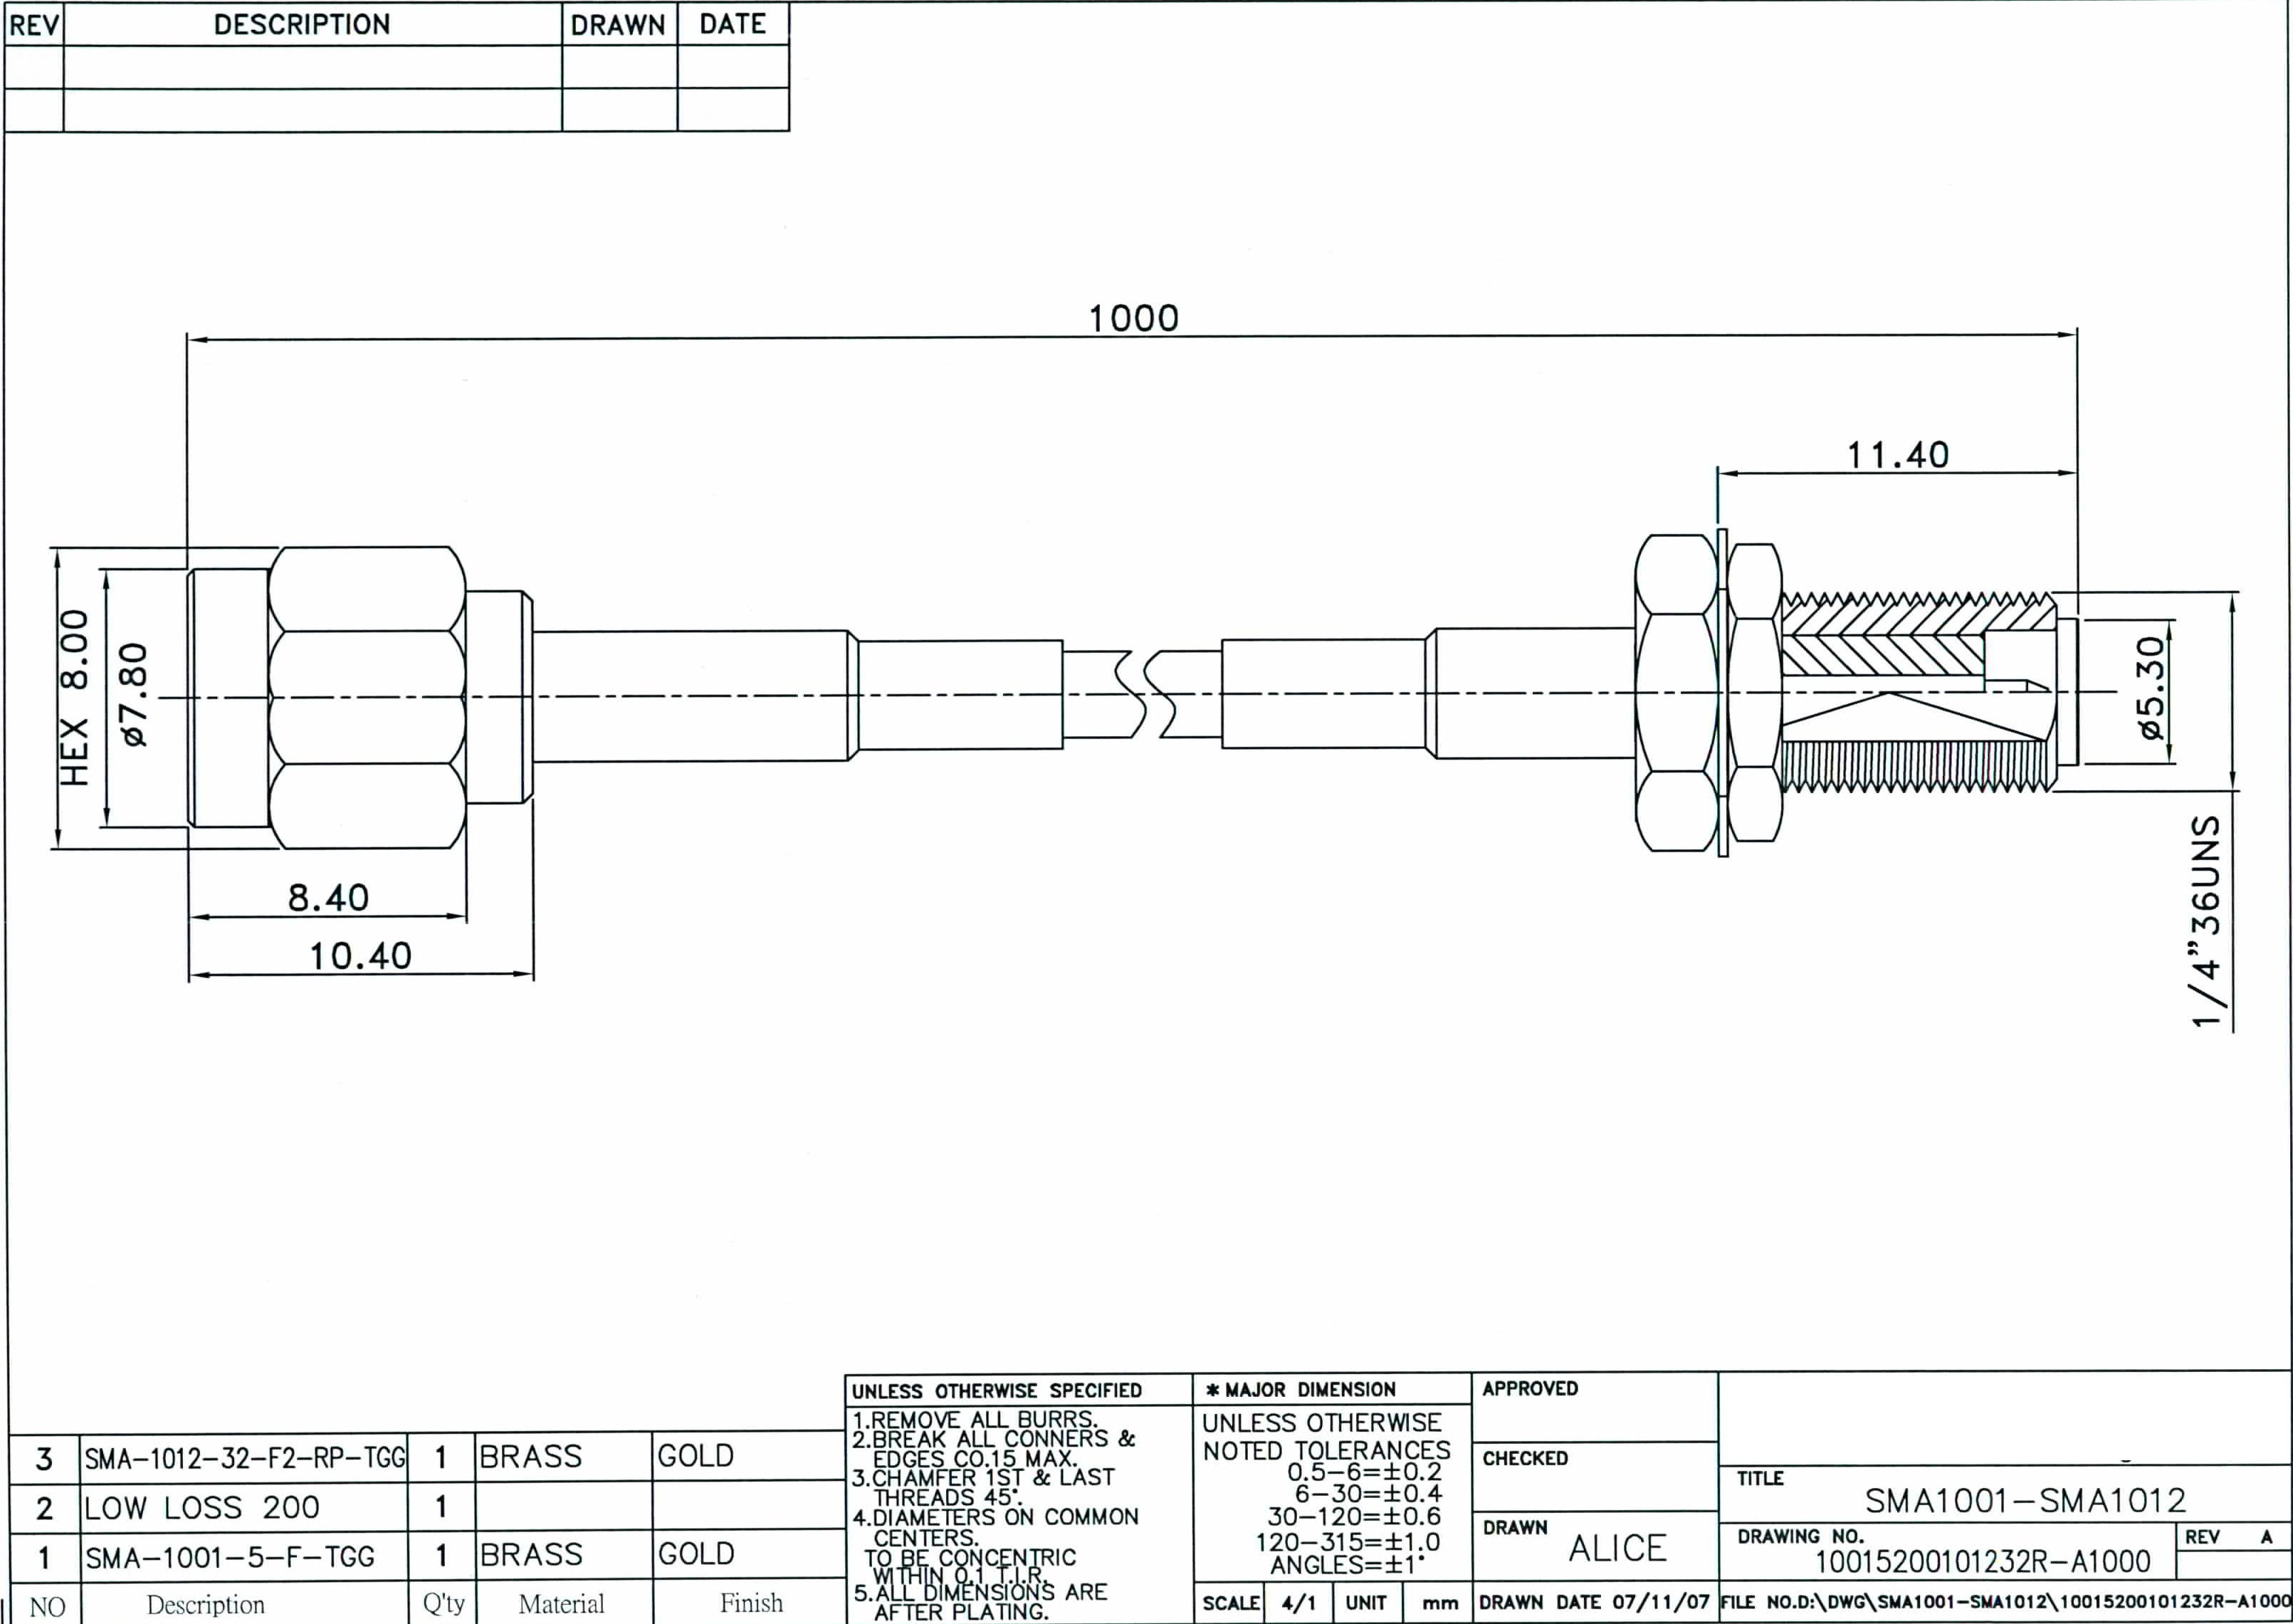 REV DESCRIPTION DRAWN DATE
1000
11.40
HEX 8.00
ø7.80
ø5.30
8.40
10.40
1/4"36UNS
3 SMA-1012-32-F2-RP-TGG 1 BRASS GOLD
2 LOW LOSS 200 1
1 SMA-1001-5-F-TGG 1 BRASS GOLD
NO Description Q'ty Material Finish
UNLESS OTHERWISE SPECIFIED
1.REMOVE ALL BURRS.
2.BREAK ALL CONNERS &
EDGES CO.15 MAX.
3.CHAMFER 1ST & LAST
THREADS 45°.
4.DIAMETERS ON COMMON
CENTERS.
TO BE CONCENTRIC
WITHIN 0.1 T.I.R.
5.ALL DIMENSIONS ARE
AFTER PLATING.
* MAJOR DIMENSION
UNLESS OTHERWISE
NOTED TOLERANCES
0.5-6=±0.2
6-30=±0.4
30-120=±0.6
120-315=±1.0
ANGLES=±1°
SCALE 4/1 UNIT mm
APPROVED
CHECKED
DRAWN ALICE
DRAWN DATE 07/11/07
TITLE
SMA1001-SMA1012
DRAWING NO.
10015200101232R-A1000
REV A
FILE NO.D:\DWG\SMA1001-SMA1012\10015200101232R-A1000